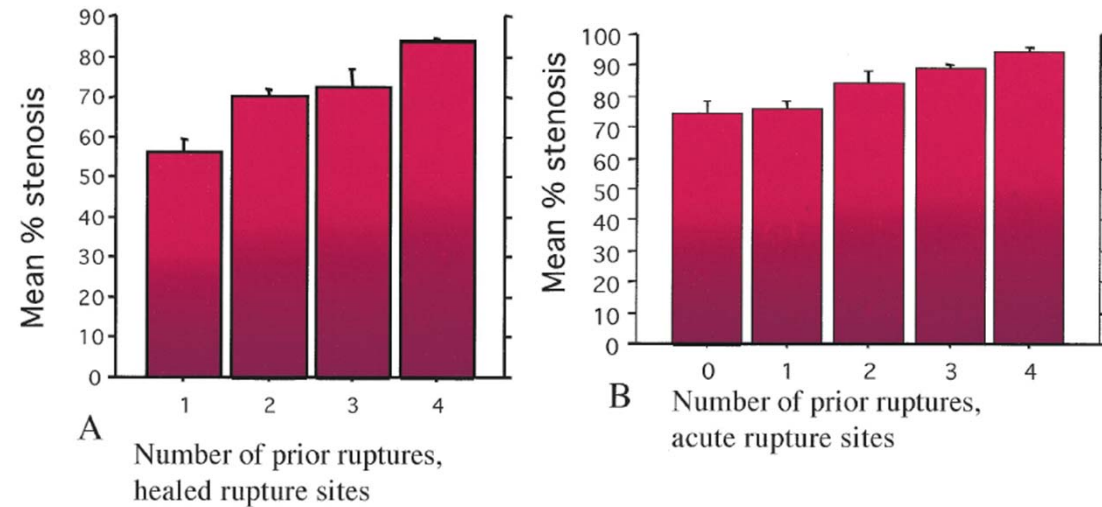 Mean % stenosis
90
80
70
60
50
40
30
20
10
0
1 2 3 4
A
Number of prior ruptures,
healed rupture sites
Mean % stenosis
100
90
80
70
60
50
40
30
20
10
0
0 1 2 3 4
B
Number of prior ruptures,
acute rupture sites